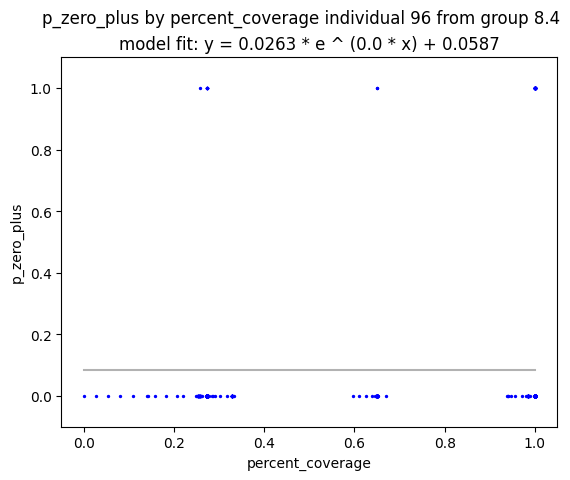 p_zero_plus by percent_coverage individual 96 from group 8.4
model fit: y = 0.0263 * e ^ (0.0 * x) + 0.0587
p_zero_plus
1.0
0.8
0.6
0.4
0.2
0.0
0.0 0.2 0.4 0.6 0.8 1.0
percent_coverage